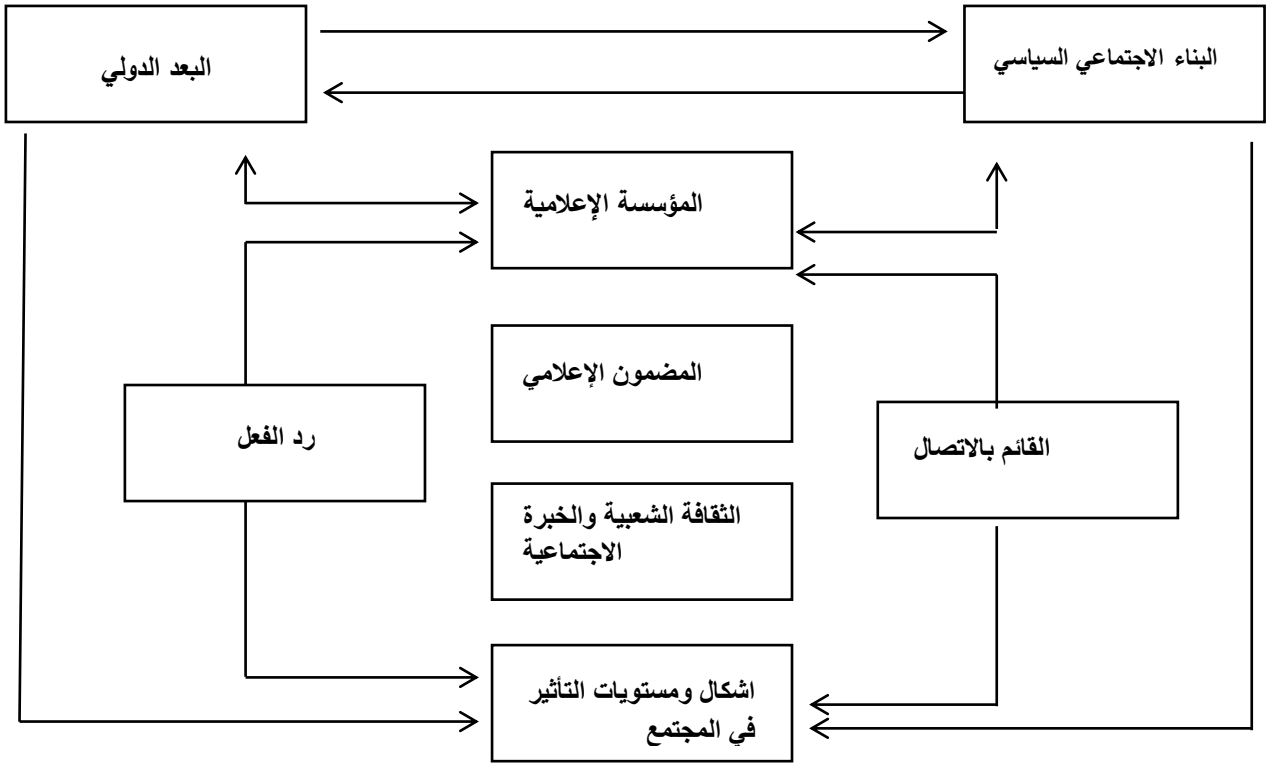 البناء الاجتماعي السياسي
البعد الدولي
المؤسسة الإعلامية
المضمون الإعلامي
القائم بالاتصال
رد الفعل
الثقافة الشعبية والخبرة
الاجتماعية
اشكال ومستويات التأثير
في المجتمع